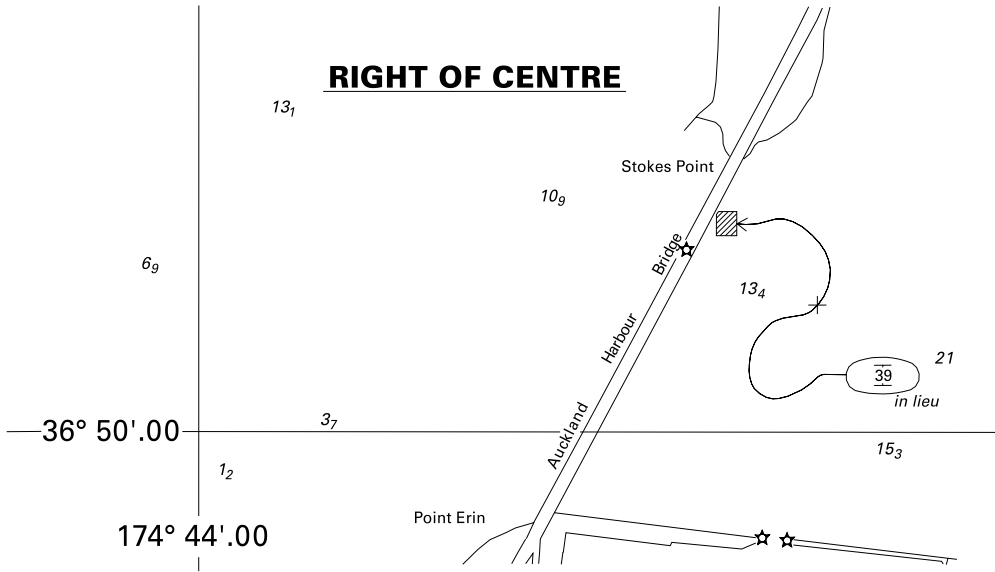 RIGHT OF CENTRE
13₁
Stokes Point
10₉
6₉
Auckland Harbour Bridge
13₄
21
39
in lieu
3₇
36° 50'.00
15₃
1₂
Point Erin
174° 44'.00